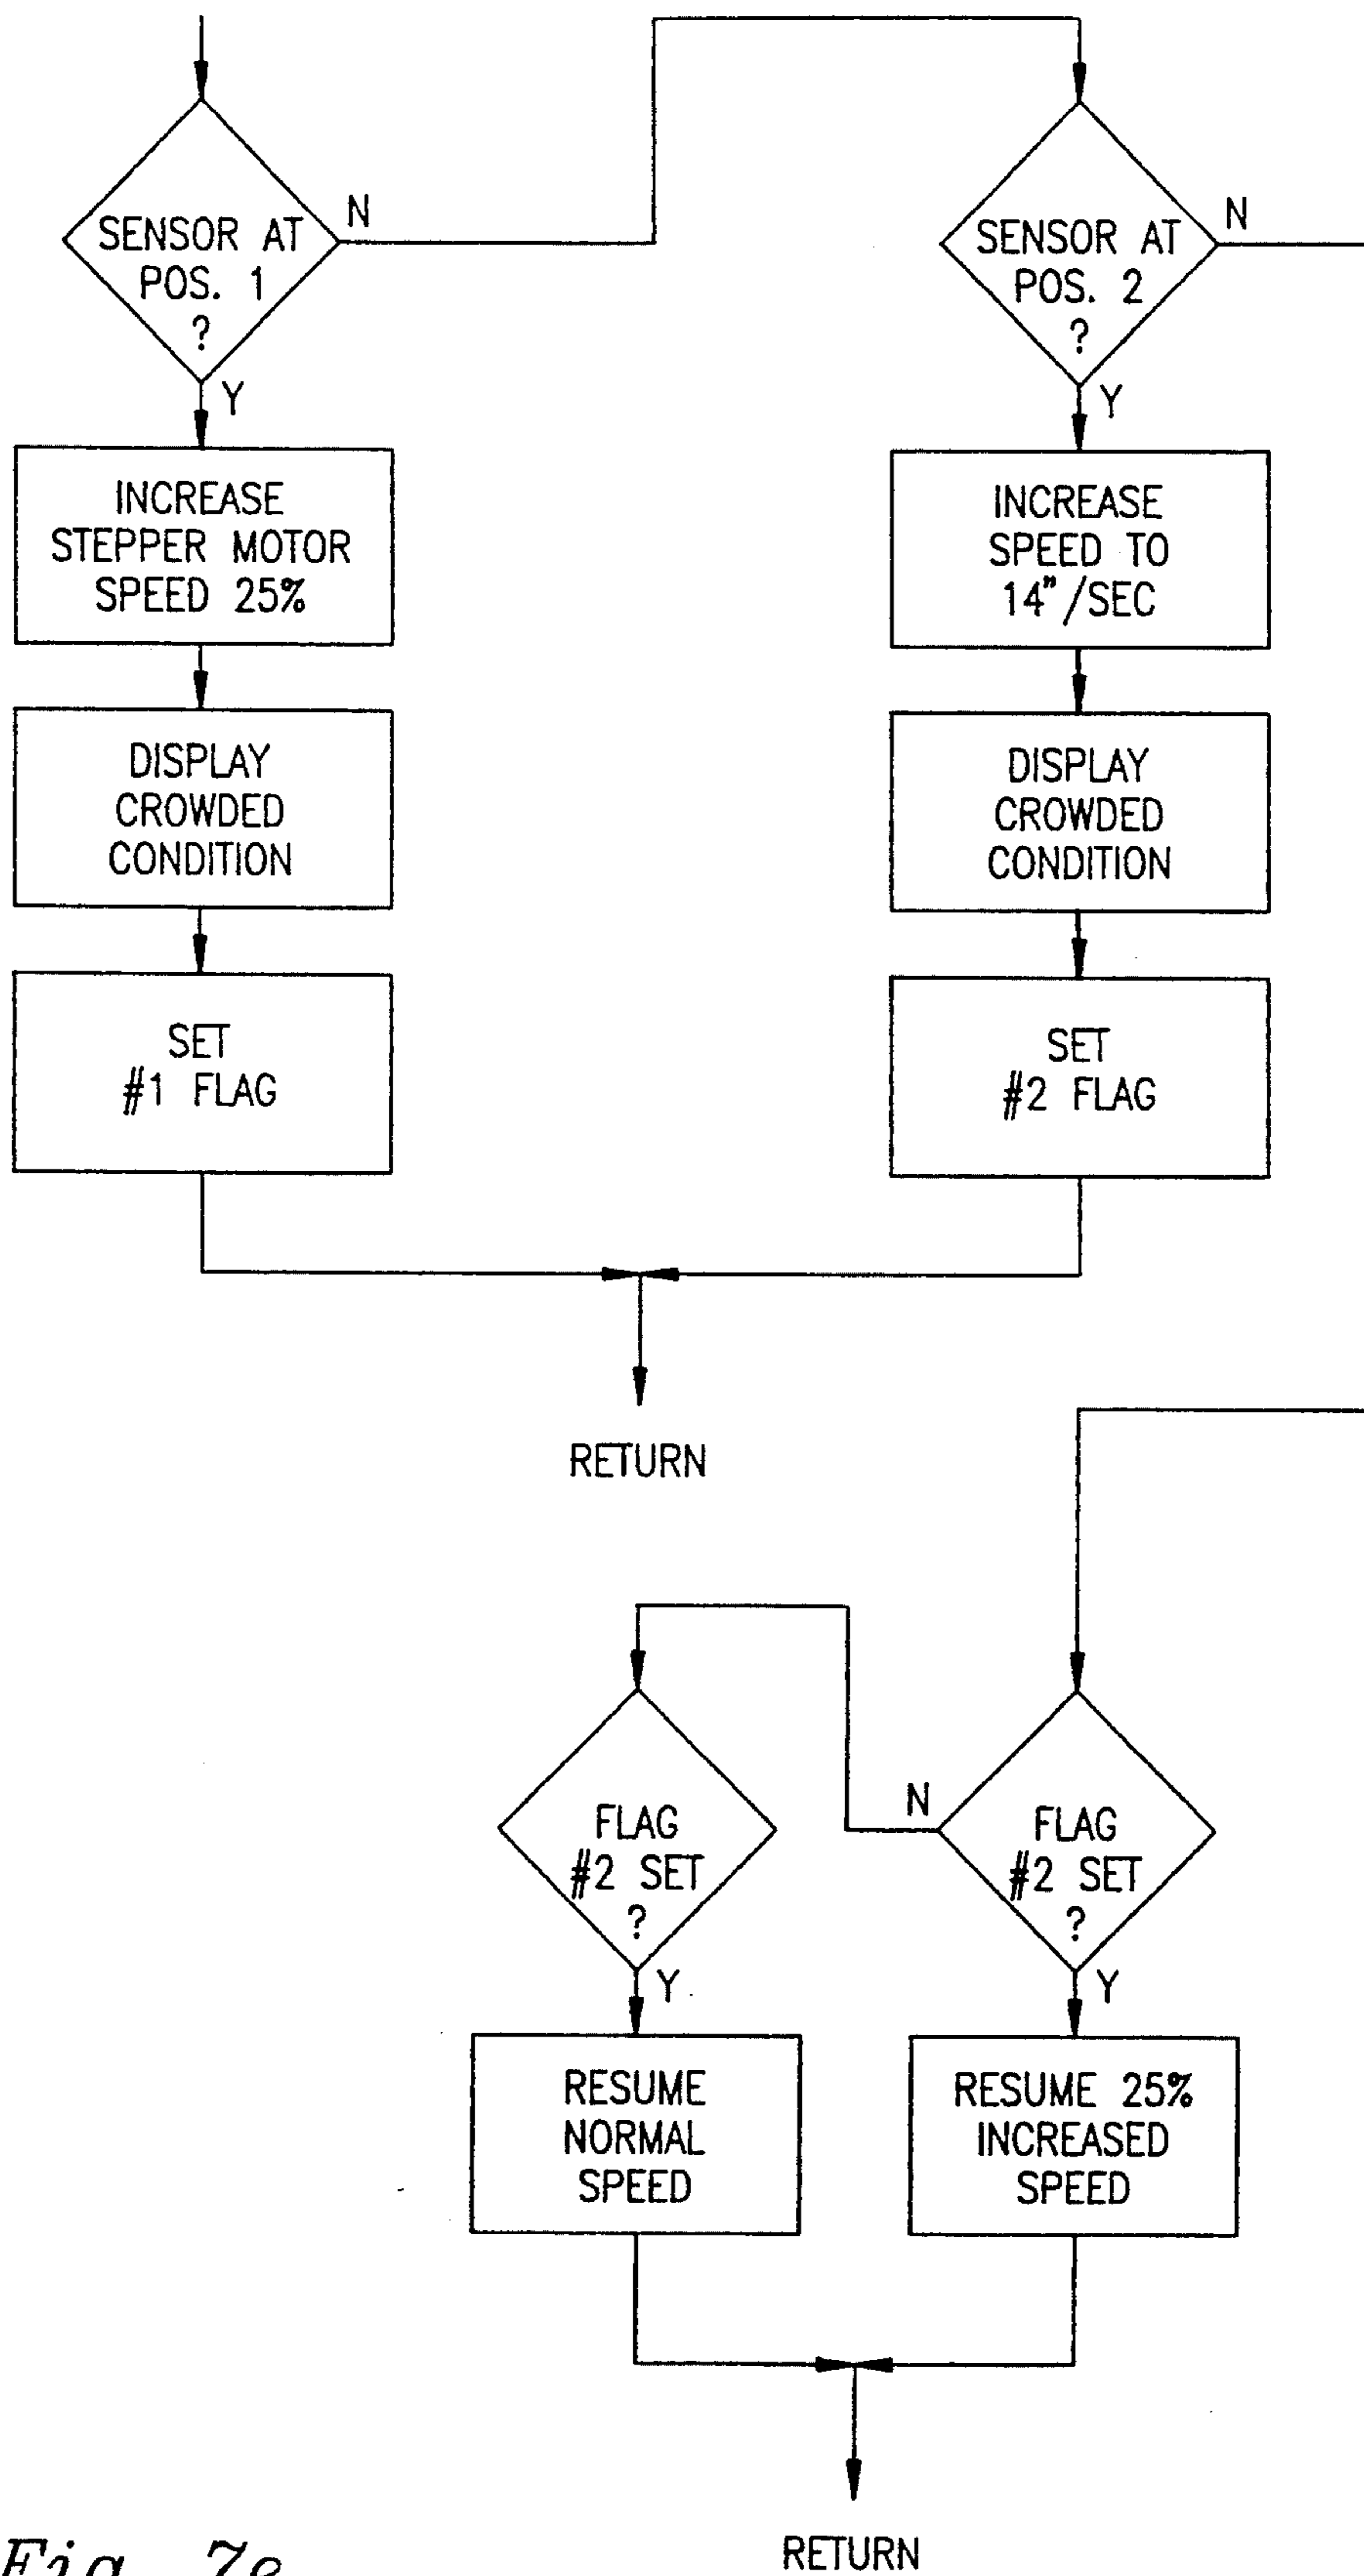 N
SENSOR AT
POS. 1
?
Y
INCREASE
STEPPER MOTOR
SPEED 25%
DISPLAY
CROWDED
CONDITION
SET
#1 FLAG
N
SENSOR AT
POS. 2
?
Y
INCREASE
SPEED TO
14"/SEC
DISPLAY
CROWDED
CONDITION
SET
#2 FLAG
RETURN
N
FLAG
#2 SET
?
Y
RESUME 25%
INCREASED
SPEED
FLAG
#2 SET
?
Y
RESUME
NORMAL
SPEED
RETURN
Fig. 7e